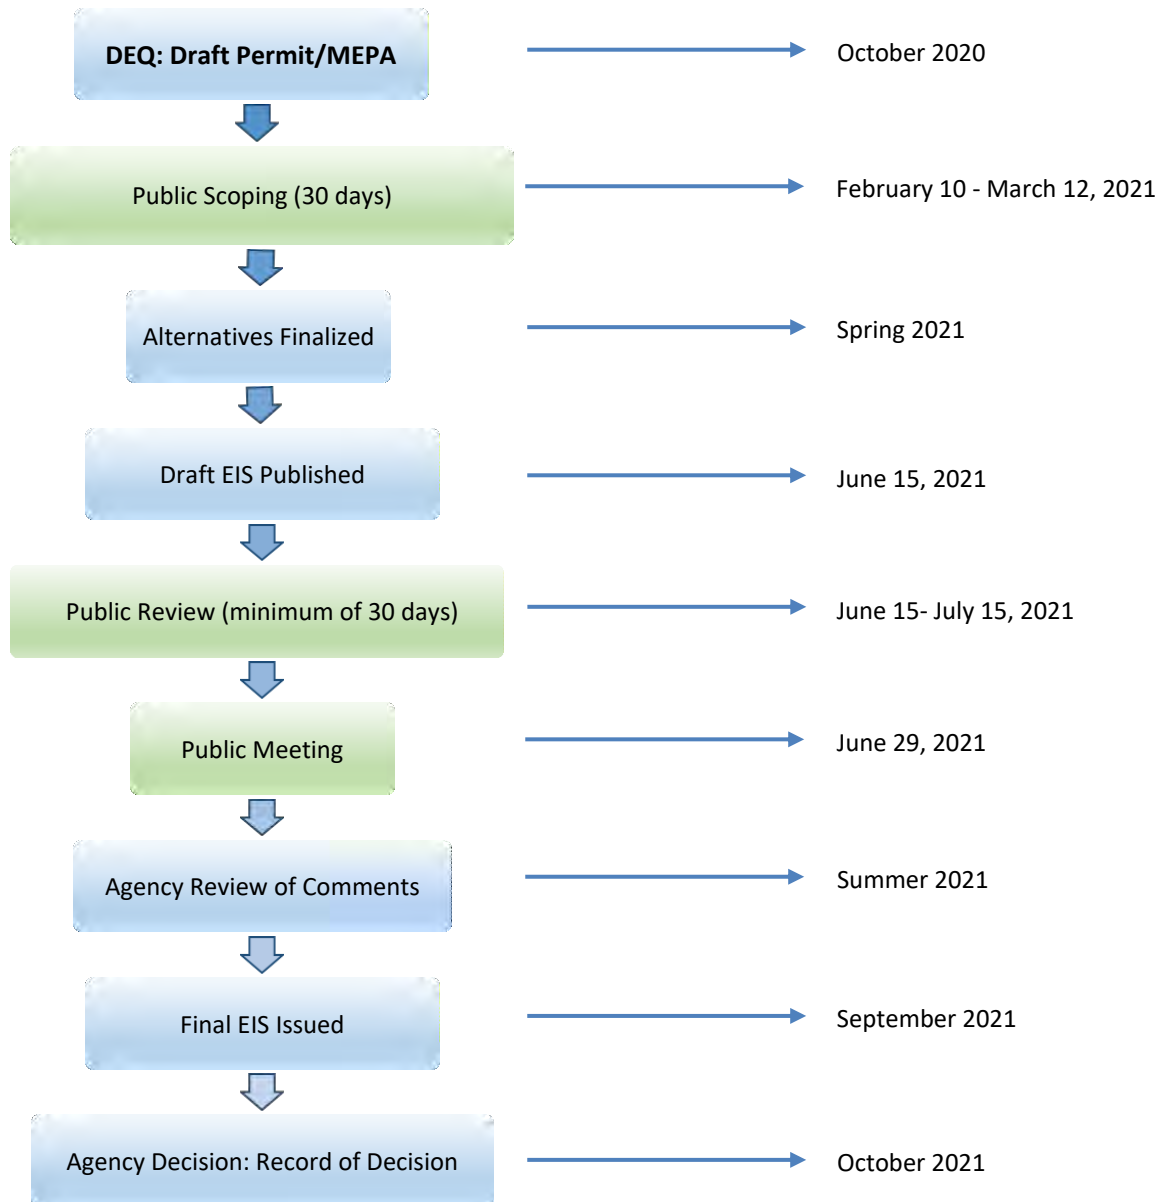 DEQ: Draft Permit/MEPA
October 2020
Public Scoping (30 days)
February 10 - March 12, 2021
Alternatives Finalized
Spring 2021
Draft EIS Published
June 15, 2021
Public Review (minimum of 30 days)
June 15- July 15, 2021
Public Meeting
June 29, 2021
Agency Review of Comments
Summer 2021
Final EIS Issued
September 2021
Agency Decision: Record of Decision
October 2021